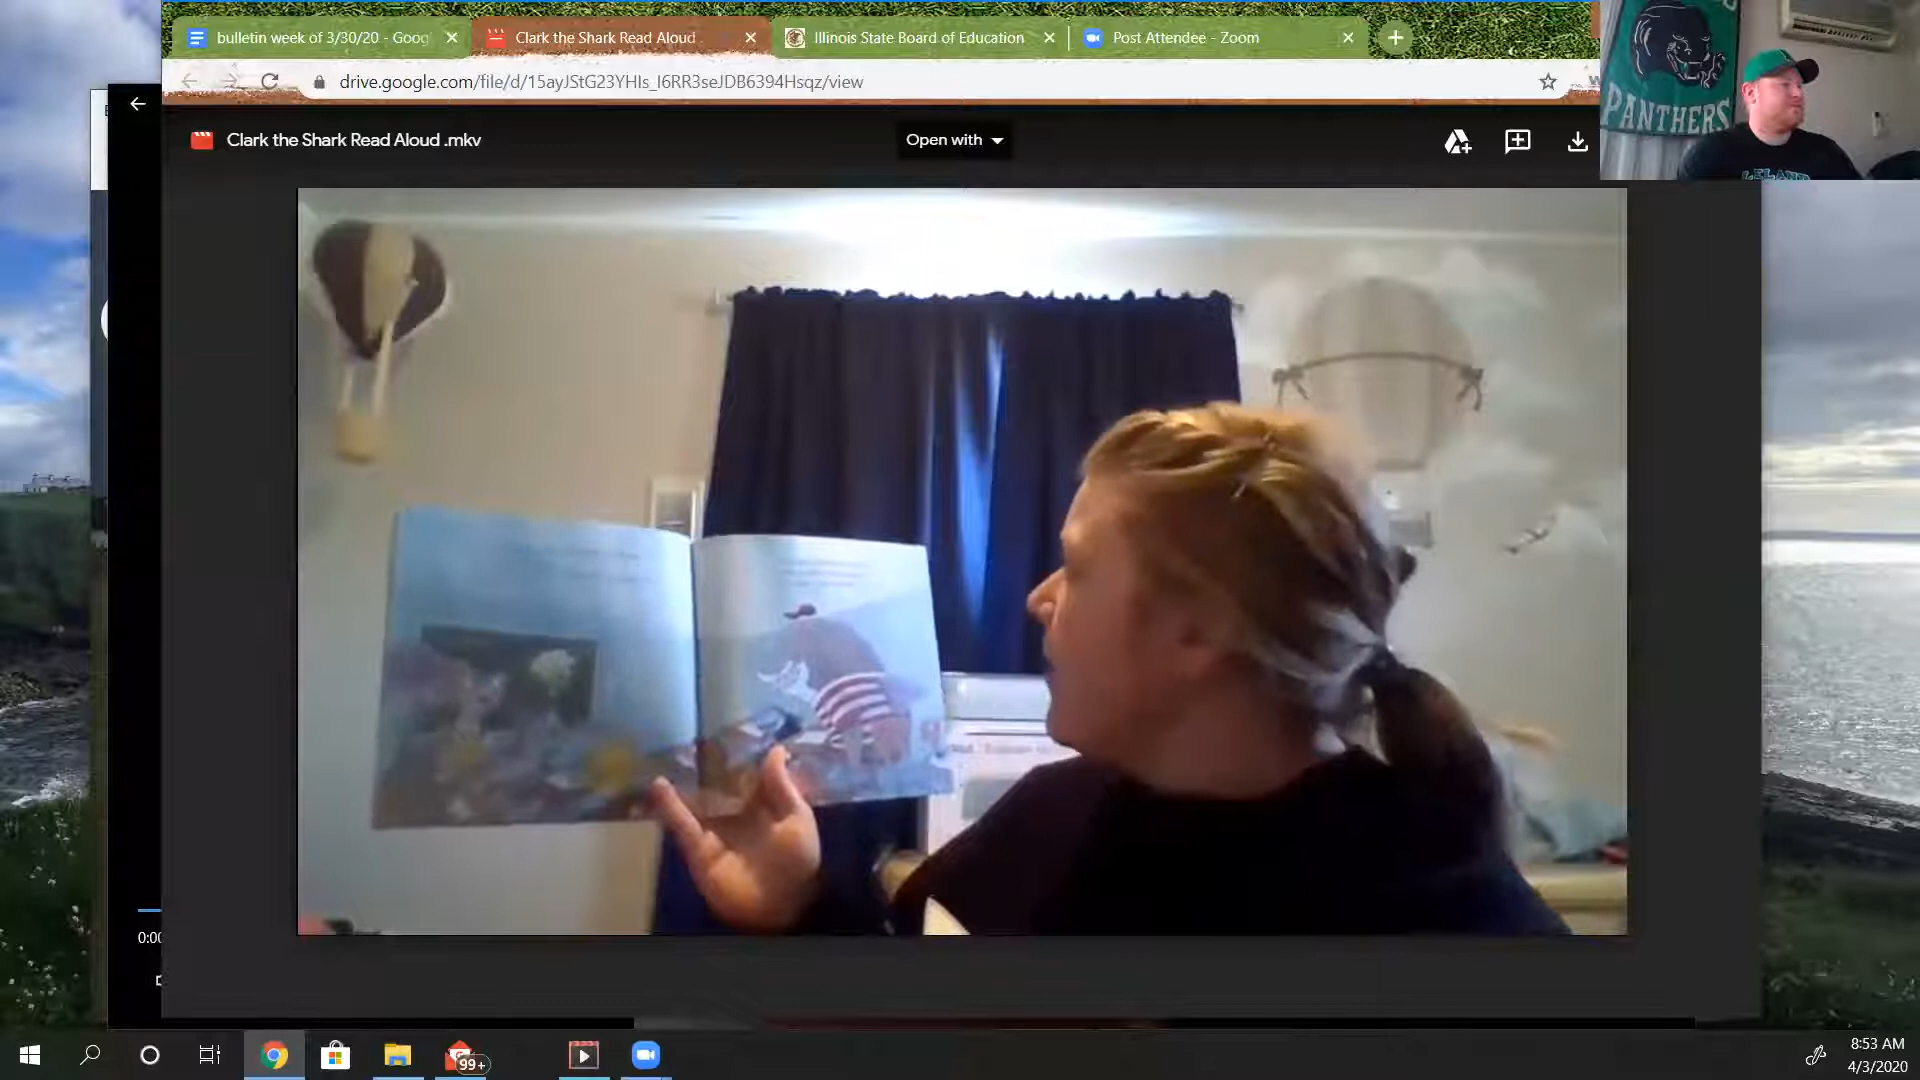 bulletin week of 3/30/20 - Goog
Clark the Shark Read Aloud
Illinois State Board of Education
Post Attendee - Zoom
drive.google.com/file/d/15ayJStG23YHIs_I6RR3seJDB6394Hsqz/view
PANTHERS
LELAND
Clark the Shark Read Aloud .mkv
Open with
0:00
99+
8:53 AM
4/3/2020